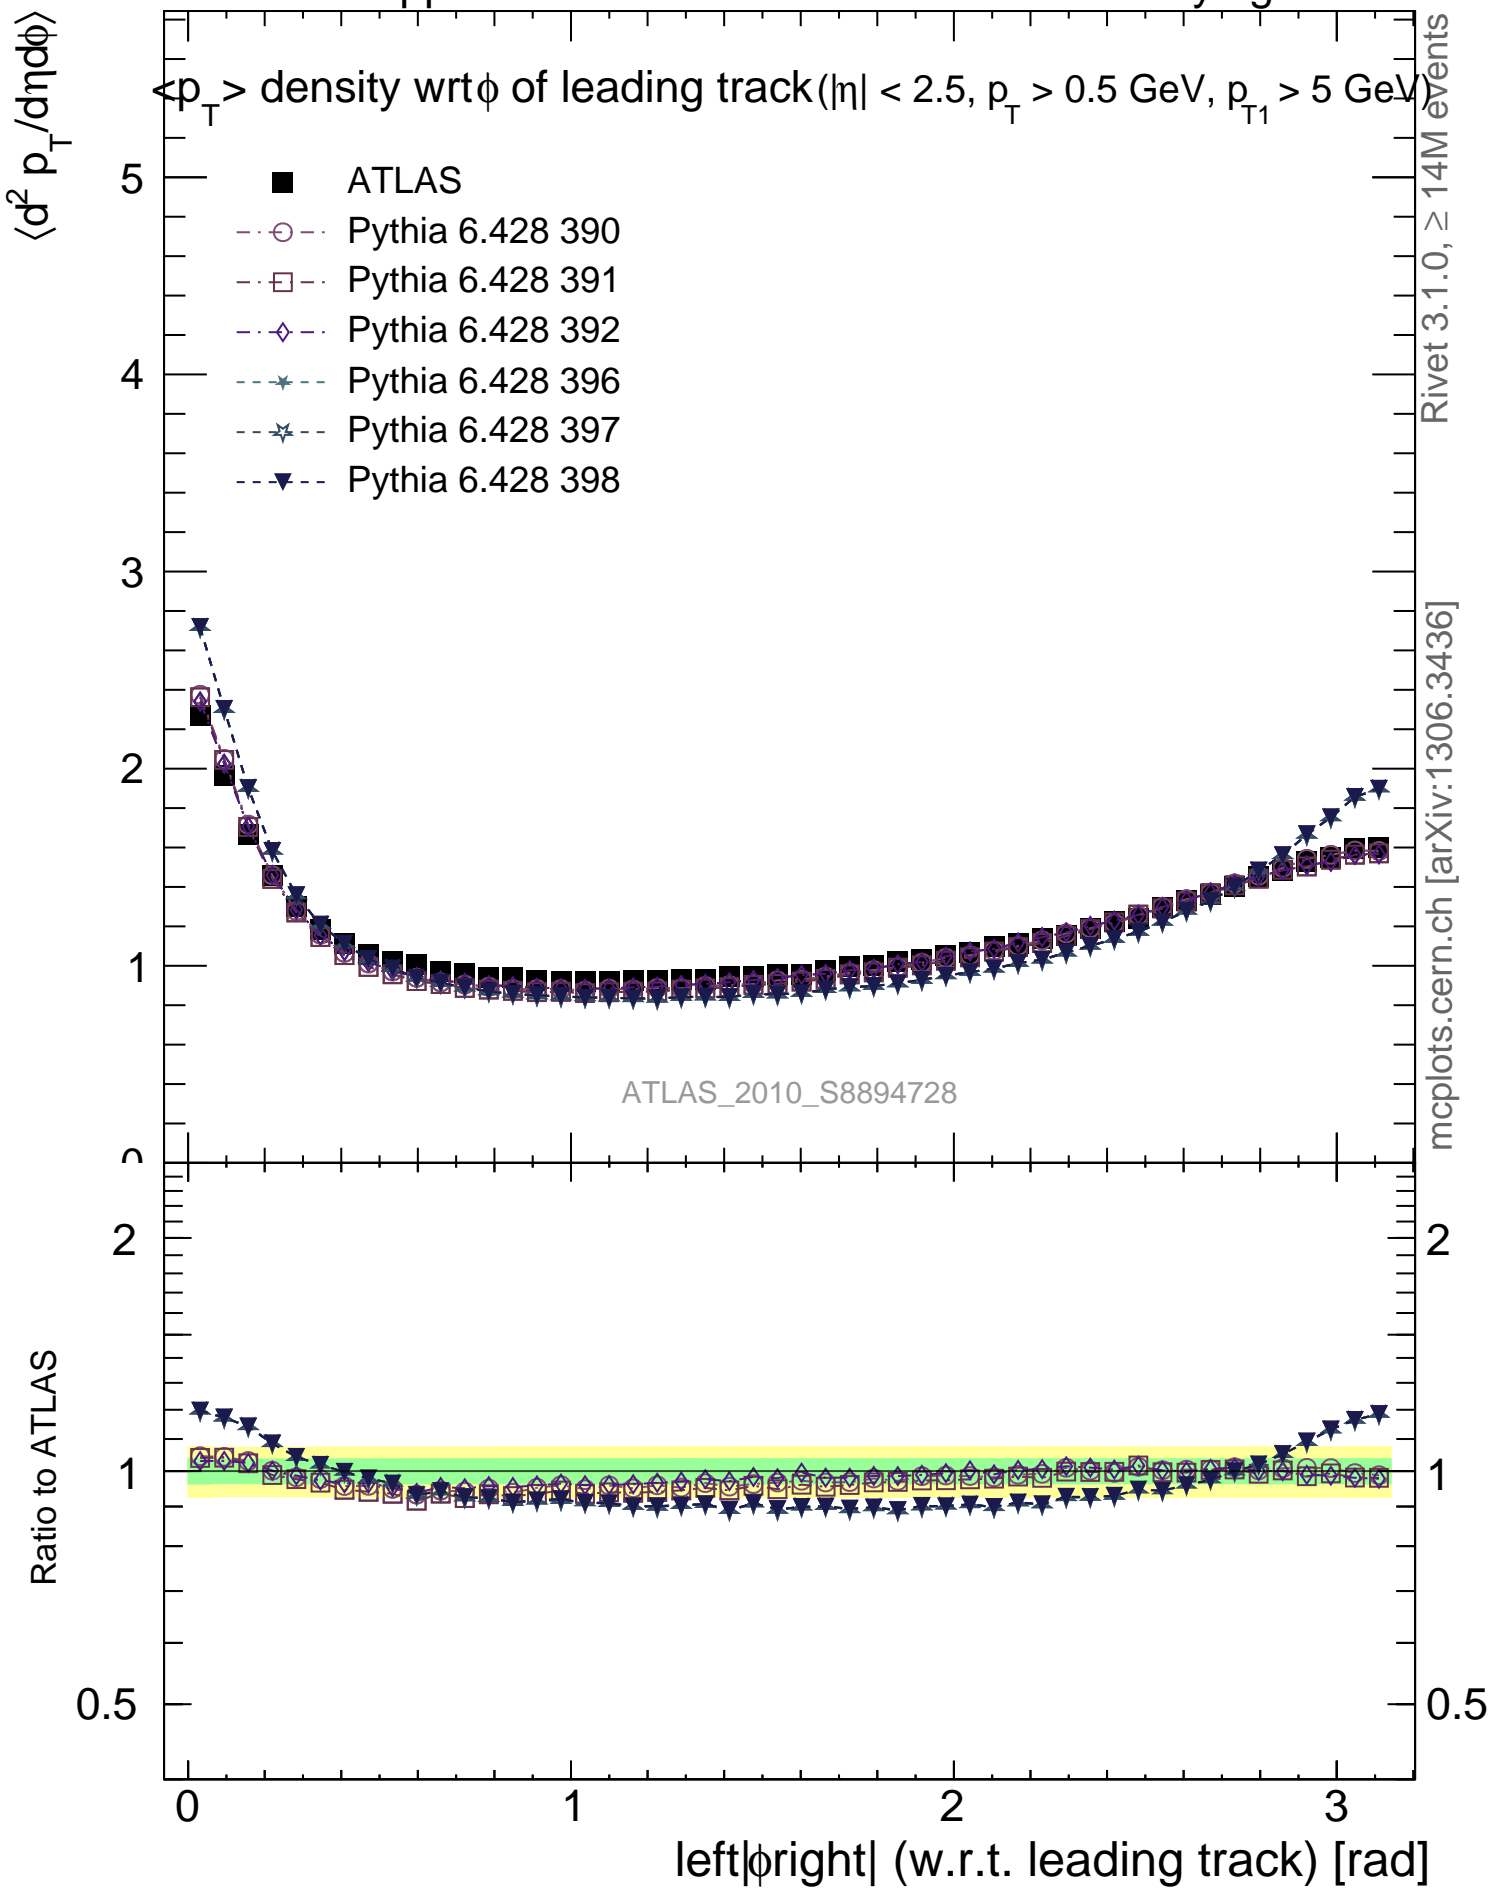 ⟨d² p_T/dηdϕ⟩
<p_T> density wrtϕ of leading track(|η| < 2.5, p_T > 0.5 GeV, p_T1 > 5 GeV)
ATLAS
Pythia 6.428 390
Pythia 6.428 391
Pythia 6.428 392
Pythia 6.428 396
Pythia 6.428 397
Pythia 6.428 398
5
4
3
2
1
0
ATLAS_2010_S8894728
Rivet 3.1.0, ≥ 14M events
mcplots.cern.ch [arXiv:1306.3436]
Ratio to ATLAS
2
1
0.5
2
1
0.5
0 1 2 3
left|ϕright| (w.r.t. leading track) [rad]